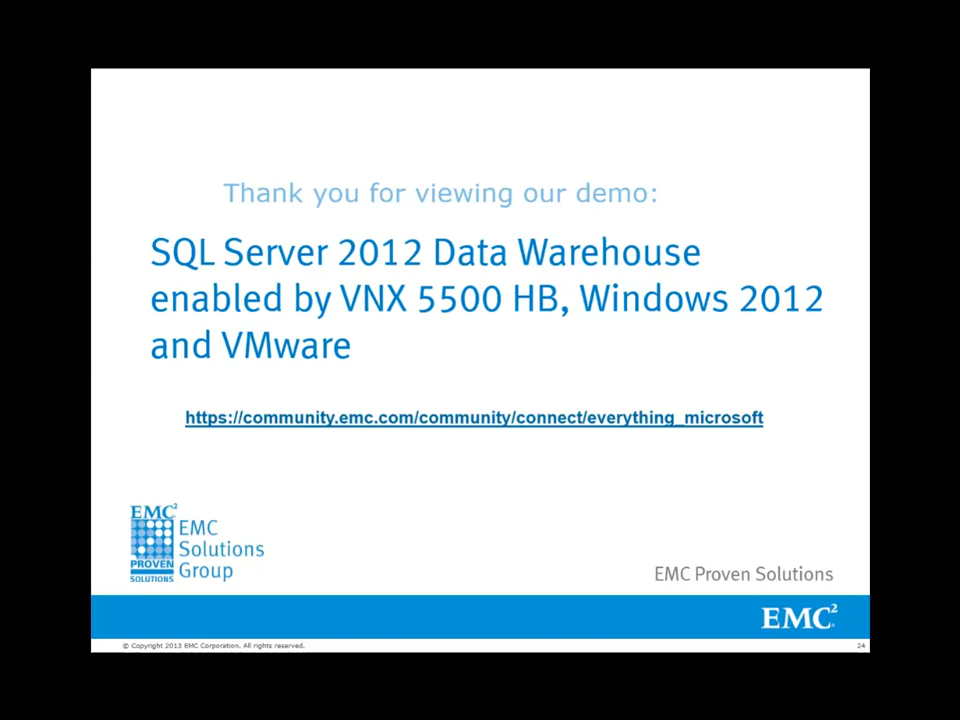 Thank you for viewing our demo:
SQL Server 2012 Data Warehouse
enabled by VNX 5500 HB, Windows 2012
and VMware
https://community.emc.com/community/connect/everything_microsoft
EMC²
PROVEN
SOLUTIONS
EMC
Solutions
Group
EMC Proven Solutions
EMC²
© Copyright 2013 EMC Corporation. All rights reserved.
24